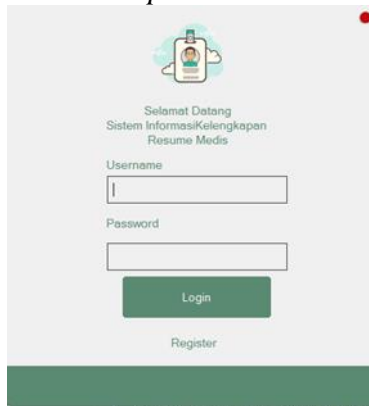 Selamat Datang
Sistem InformasiKelengkapan
Resume Medis
Username
Password
Login
Register